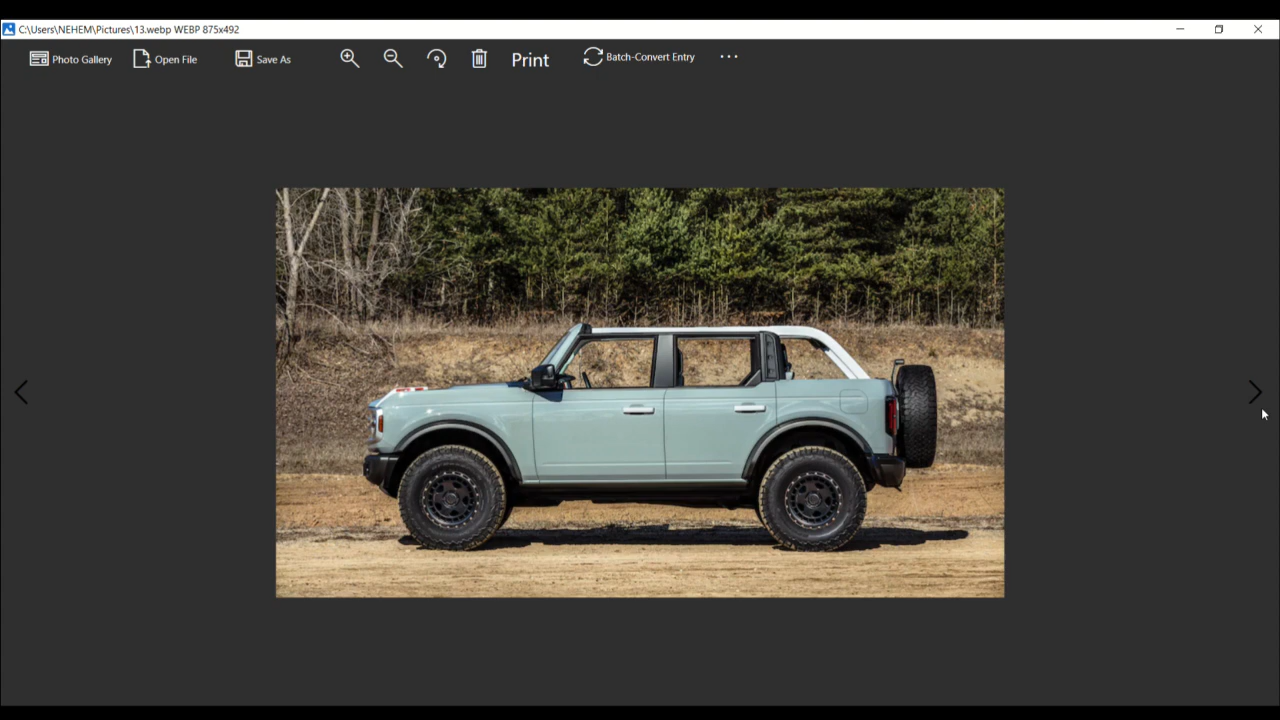 C:\Users\NEHEM\Pictures\13.webp WEBP 875x492
Photo Gallery Open File Save As Print Batch-Convert Entry